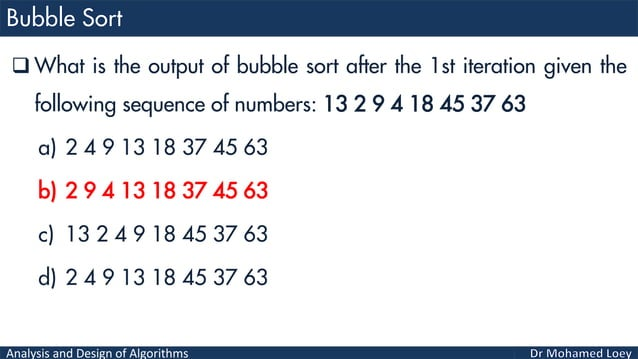 Bubble Sort
❑ What is the output of bubble sort after the 1st iteration given the
following sequence of numbers: 13 2 9 4 18 45 37 63
a) 2 4 9 13 18 37 45 63
b) 2 9 4 13 18 37 45 63
c) 13 2 4 9 18 45 37 63
d) 2 4 9 13 18 45 37 63
Analysis and Design of Algorithms
Dr Mohamed Loey